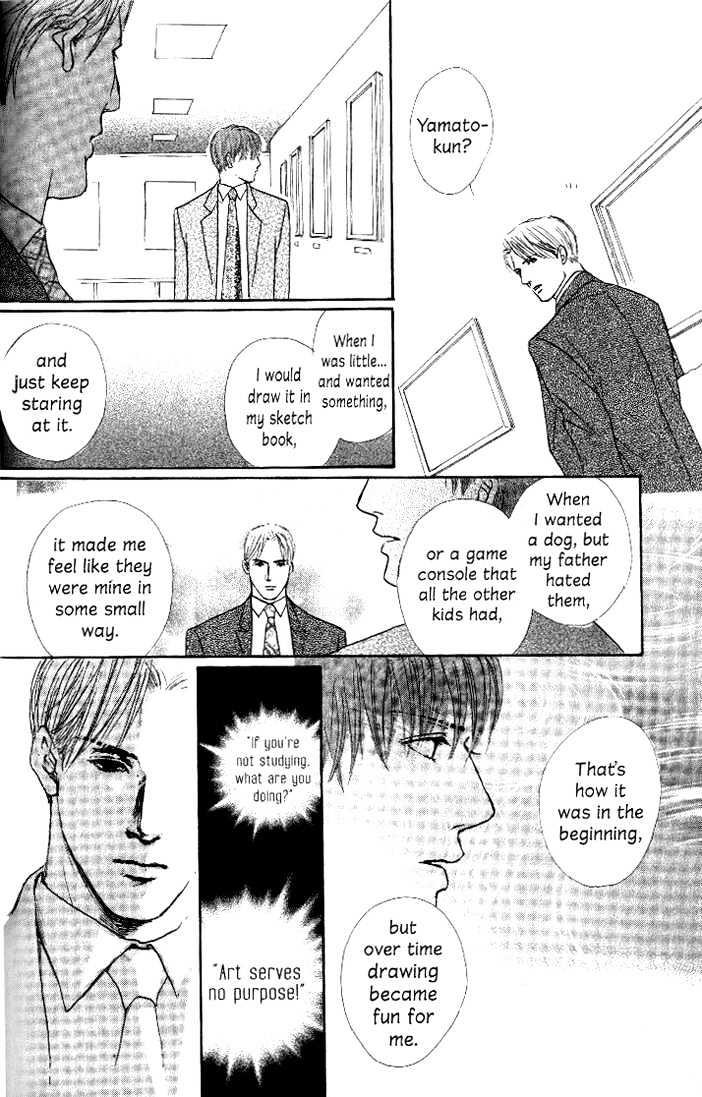 Yamato-
kun?
When I
was little...
and wanted
something,
I would
draw it in
my sketch
book,
and
just keep
staring
at it.
When
I wanted
a dog, but
my father
hated
them,
or a game
console that
all the other
kids had,
it made me
feel like they
were mine in
some small
way.
That's
how it
was in the
beginning,
but
over time
drawing
became
fun for
me.
"If you're
not studying,
what are you
doing?"
"Art serves
no purpose!"